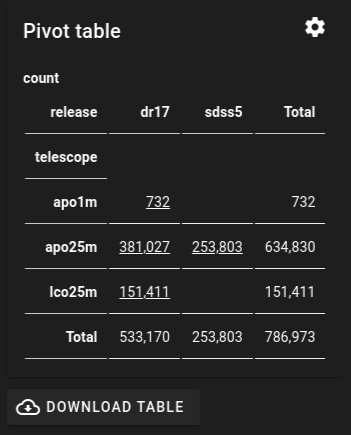 Pivot table
count
release dr17 sdss5 Total
telescope
apo1m 732 732
apo25m 381,027 253,803 634,830
lco25m 151,411 151,411
Total 533,170 253,803 786,973
DOWNLOAD TABLE